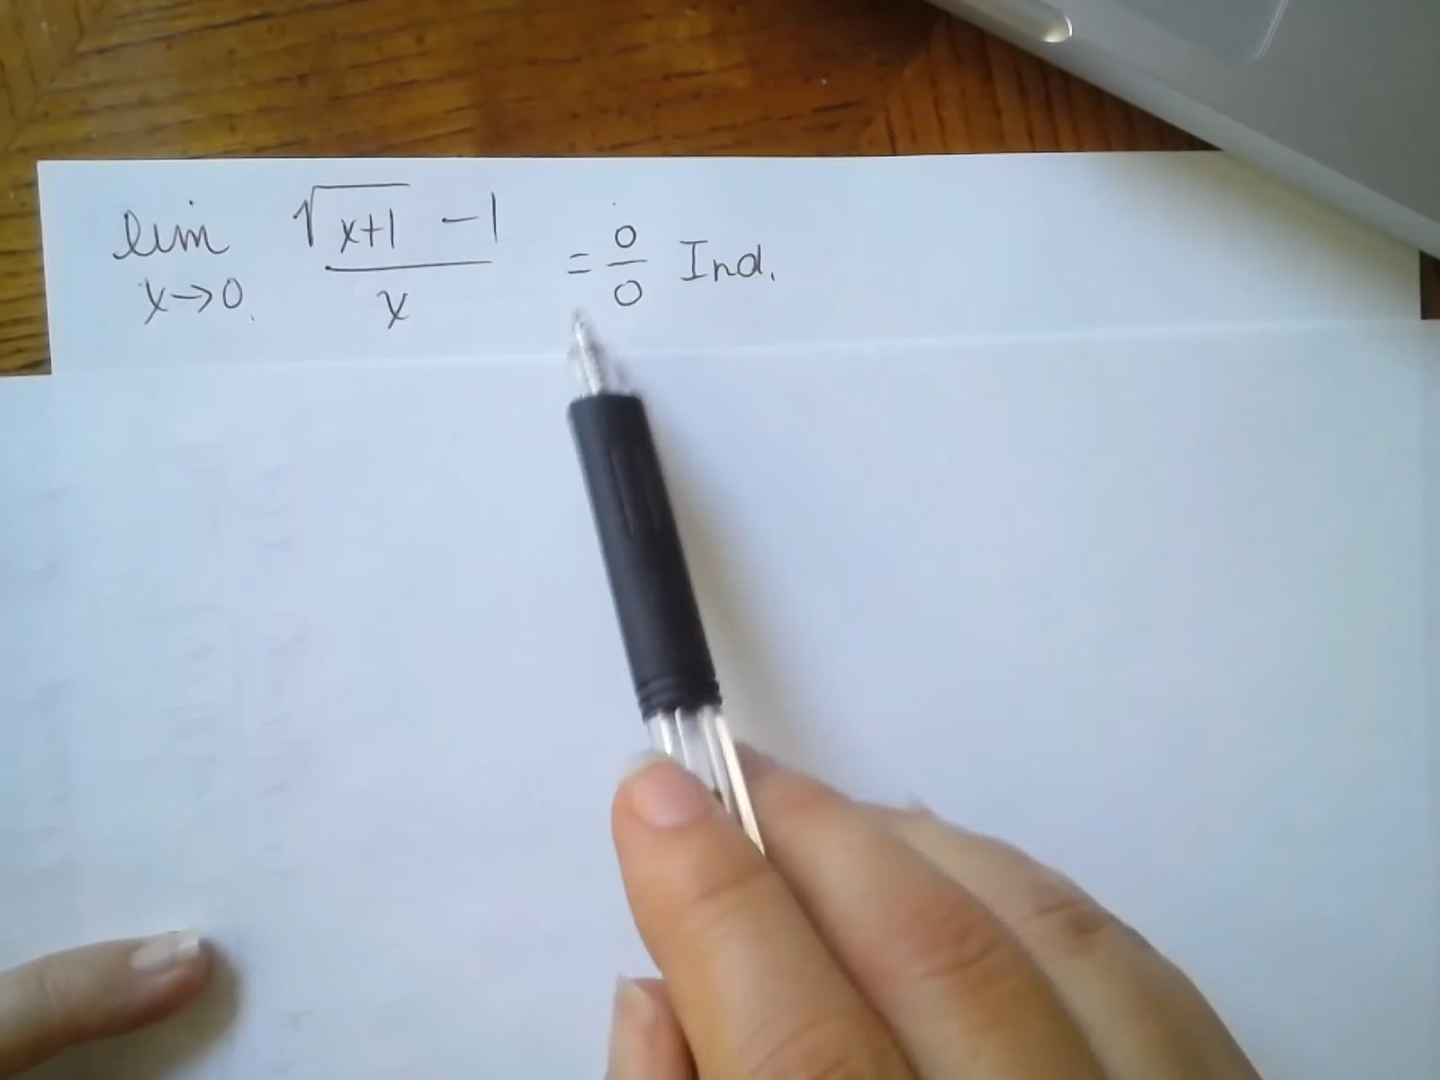 lim √x+1 -1 = 0 Ind.
x→0. x 0